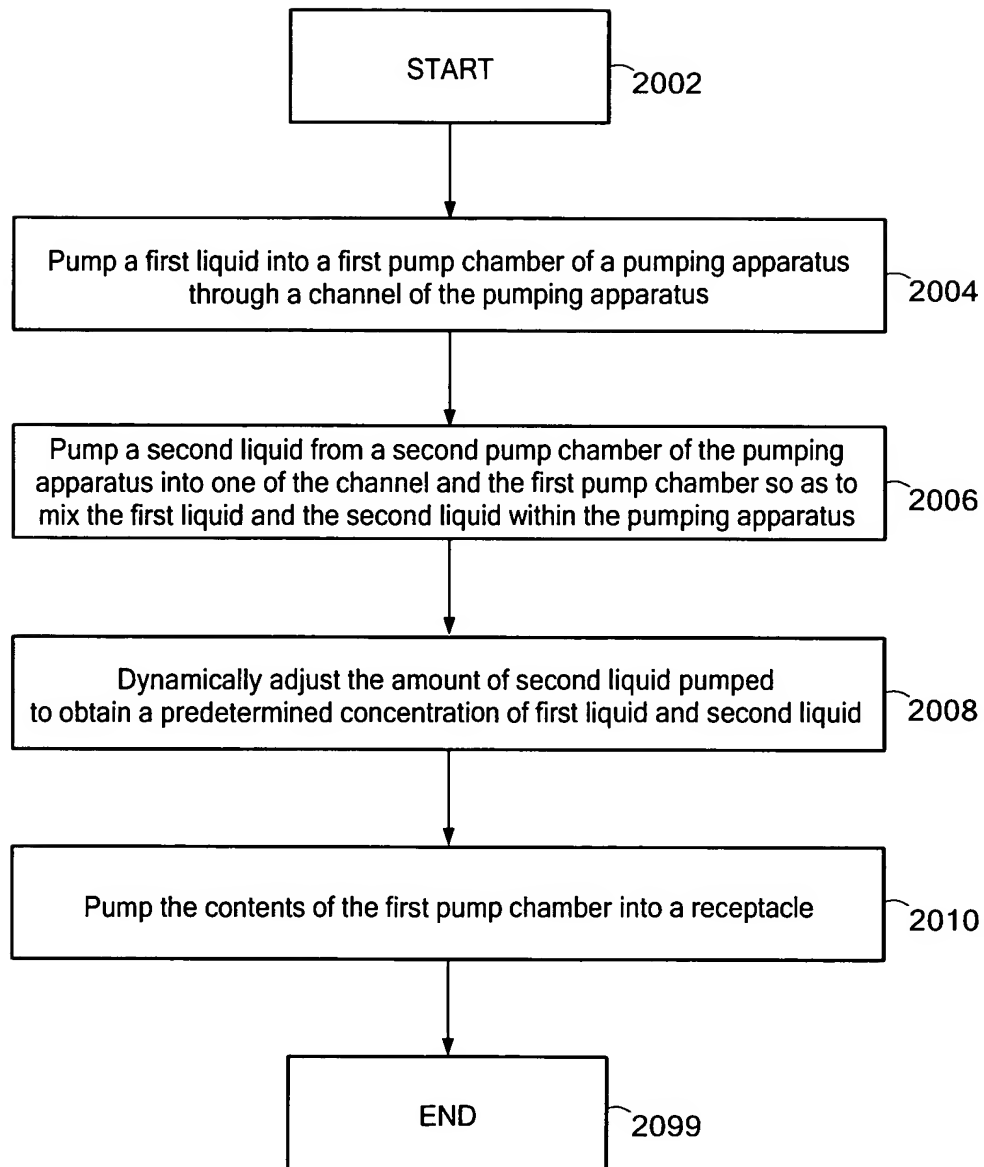 START
2002
Pump a first liquid into a first pump chamber of a pumping apparatus
through a channel of the pumping apparatus
2004
Pump a second liquid from a second pump chamber of the pumping
apparatus into one of the channel and the first pump chamber so as to
mix the first liquid and the second liquid within the pumping apparatus
2006
Dynamically adjust the amount of second liquid pumped
to obtain a predetermined concentration of first liquid and second liquid
2008
Pump the contents of the first pump chamber into a receptacle
2010
END
2099